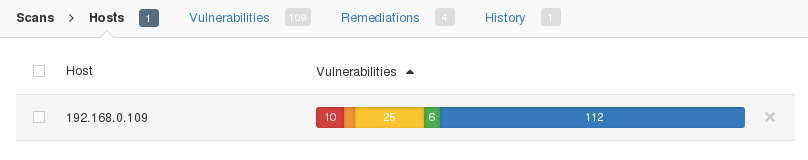 Scans > Hosts 1 Vulnerabilities 109 Remediations 4 History 1
Host Vulnerabilities
192.168.0.109 10 25 6 112